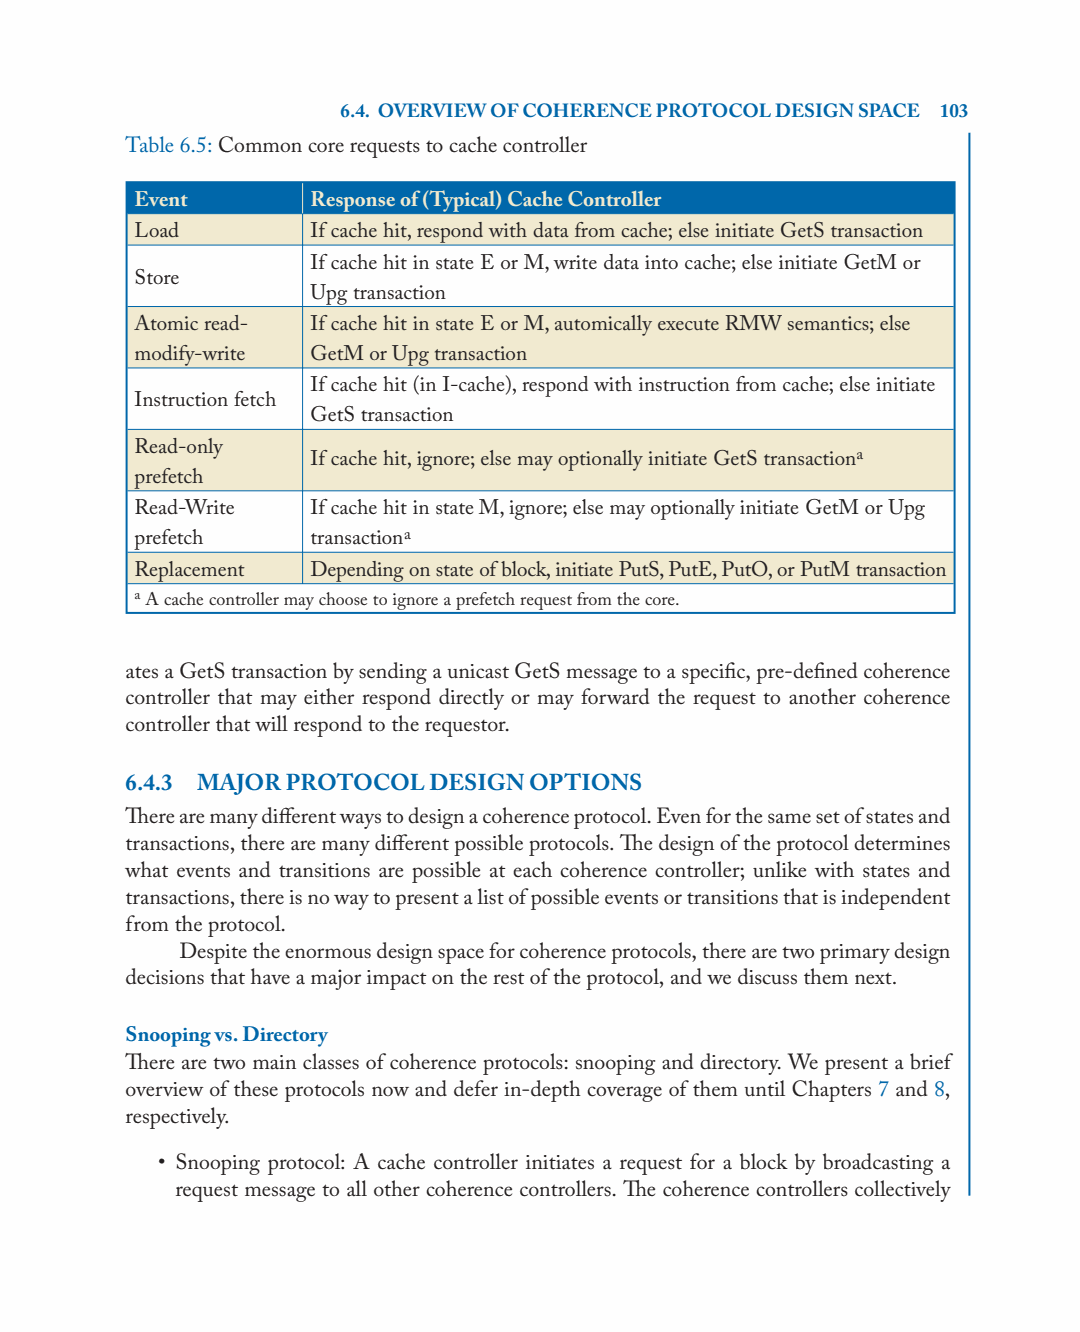 6.4. OVERVIEW OF COHERENCE PROTOCOL DESIGN SPACE 103
Table 6.5: Common core requests to cache controller
Event Response of (Typical) Cache Controller
Load If cache hit, respond with data from cache; else initiate GetS transaction
Store If cache hit in state E or M, write data into cache; else initiate GetM or
Upg transaction
Atomic read- If cache hit in state E or M, automically execute RMW semantics; else
modify-write GetM or Upg transaction
Instruction fetch If cache hit (in I-cache), respond with instruction from cache; else initiate
GetS transaction
Read-only
prefetch If cache hit, ignore; else may optionally initiate GetS transactionᵃ
Read-Write If cache hit in state M, ignore; else may optionally initiate GetM or Upg
prefetch transactionᵃ
Replacement Depending on state of block, initiate PutS, PutE, PutO, or PutM transaction
ᵃ A cache controller may choose to ignore a prefetch request from the core.
ates a GetS transaction by sending a unicast GetS message to a specific, pre-defined coherence
controller that may either respond directly or may forward the request to another coherence
controller that will respond to the requestor.
6.4.3 MAJOR PROTOCOL DESIGN OPTIONS
There are many different ways to design a coherence protocol. Even for the same set of states and
transactions, there are many different possible protocols. The design of the protocol determines
what events and transitions are possible at each coherence controller; unlike with states and
transactions, there is no way to present a list of possible events or transitions that is independent
from the protocol.
Despite the enormous design space for coherence protocols, there are two primary design
decisions that have a major impact on the rest of the protocol, and we discuss them next.
Snooping vs. Directory
There are two main classes of coherence protocols: snooping and directory. We present a brief
overview of these protocols now and defer in-depth coverage of them until Chapters 7 and 8,
respectively.
• Snooping protocol: A cache controller initiates a request for a block by broadcasting a
request message to all other coherence controllers. The coherence controllers collectively